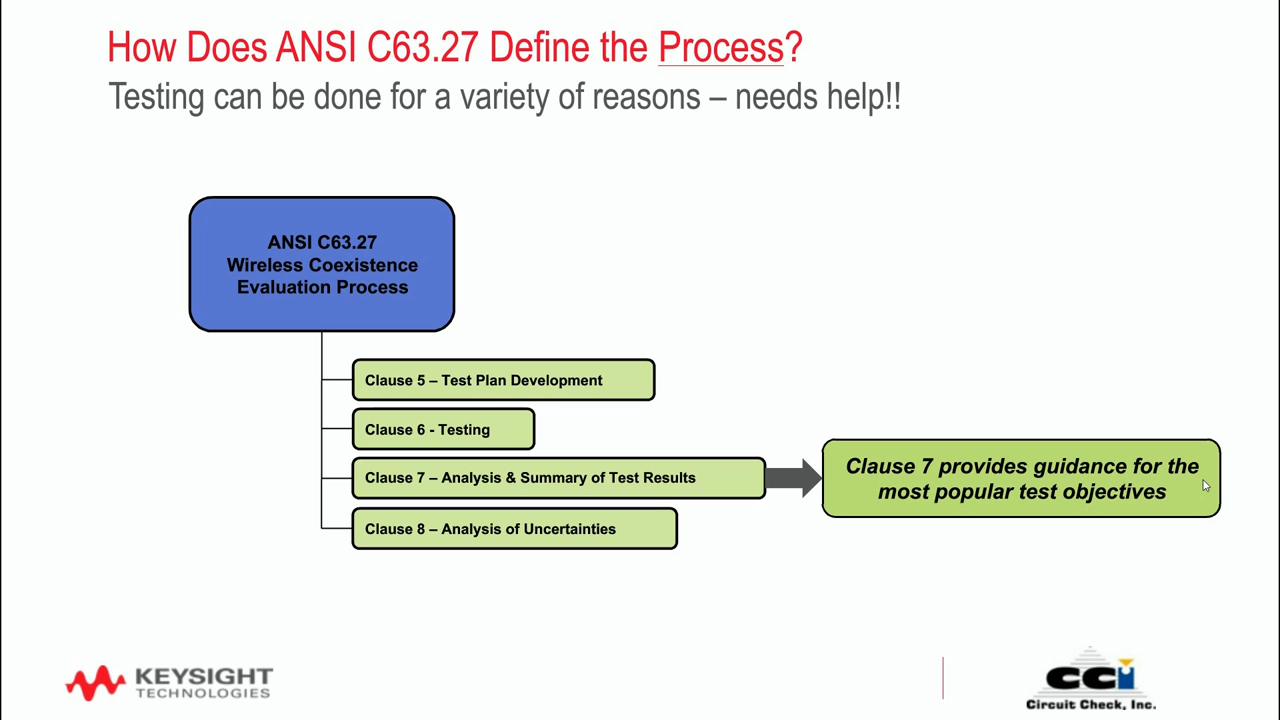 How Does ANSI C63.27 Define the Process?
Testing can be done for a variety of reasons – needs help!!
ANSI C63.27
Wireless Coexistence
Evaluation Process
Clause 5 – Test Plan Development
Clause 6 - Testing
Clause 7 – Analysis & Summary of Test Results
Clause 8 – Analysis of Uncertainties
Clause 7 provides guidance for the
most popular test objectives
KEYSIGHT
TECHNOLOGIES
CCI
Circuit Check, Inc.